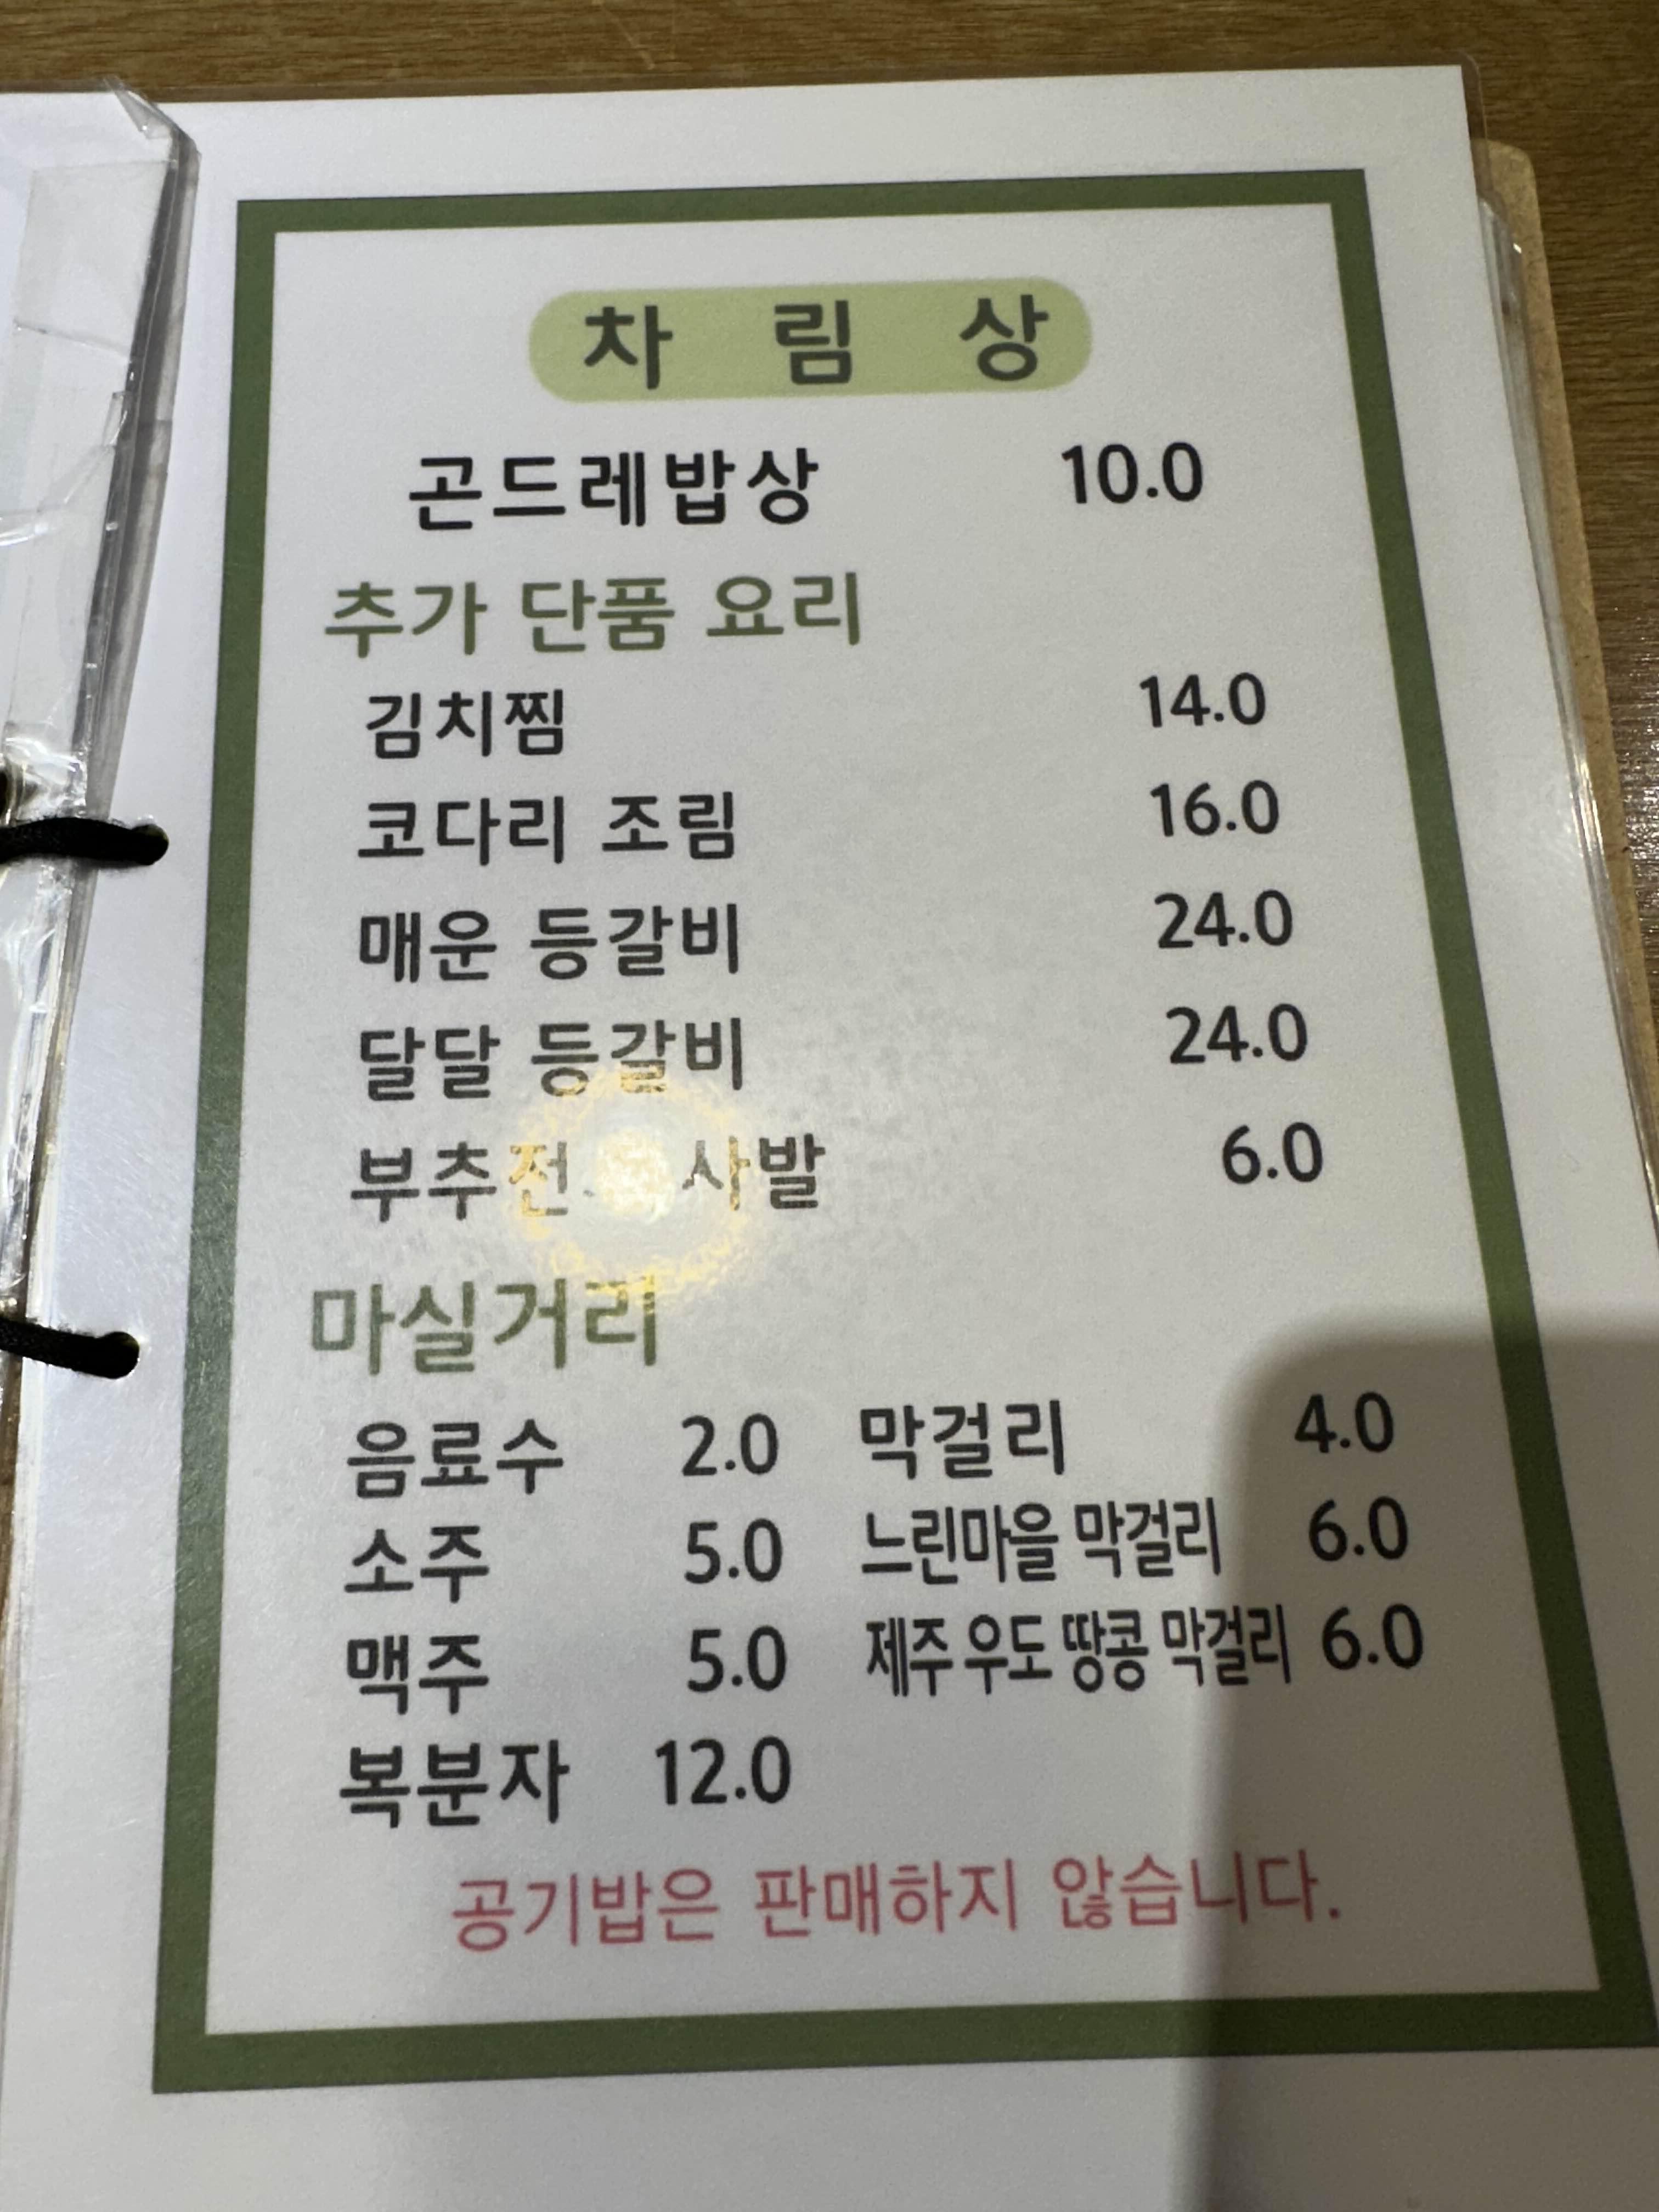 차 림 상
곤드레밥상 10.0
추가 단품 요리
김치찜 14.0
코다리 조림 16.0
매운 등갈비 24.0
달달 등갈비 24.0
부추전 사발 6.0
마실거리
음료수 2.0 막걸리 4.0
소주 5.0 느린마을 막걸리 6.0
맥주 5.0 제주 우도 땅콩 막걸리 6.0
복분자 12.0
공기밥은 판매하지 않습니다.